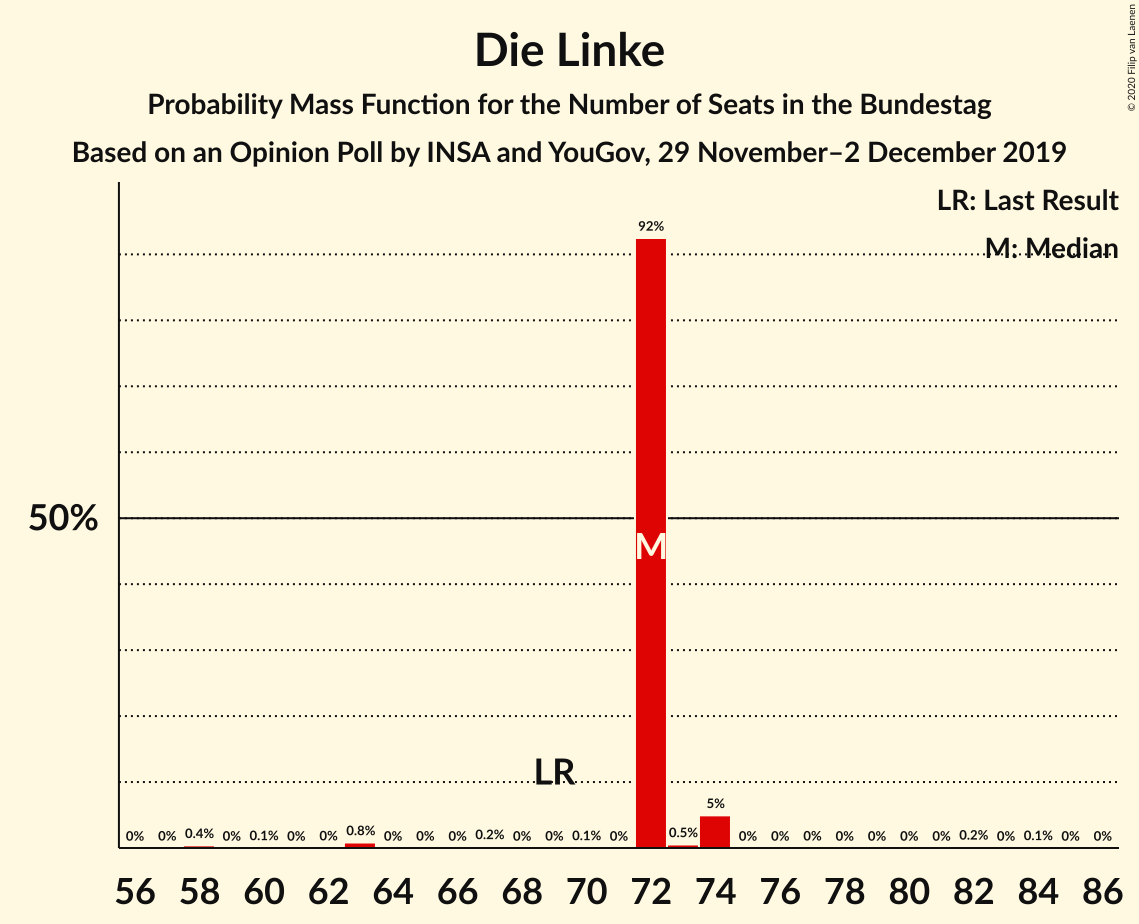 Die Linke
Probability Mass Function for the Number of Seats in the Bundestag
Based on an Opinion Poll by INSA and YouGov, 29 November–2 December 2019
© 2020 Filip van Laenen
LR: Last Result
M: Median
92%
50%
M
LR
5%
0% 0% 0.4% 0% 0.1% 0% 0% 0.8% 0% 0% 0% 0.2% 0% 0% 0.1% 0% 0.5% 0% 0% 0% 0% 0% 0% 0% 0.2% 0% 0.1% 0% 0%
56 58 60 62 64 66 68 70 72 74 76 78 80 82 84 86